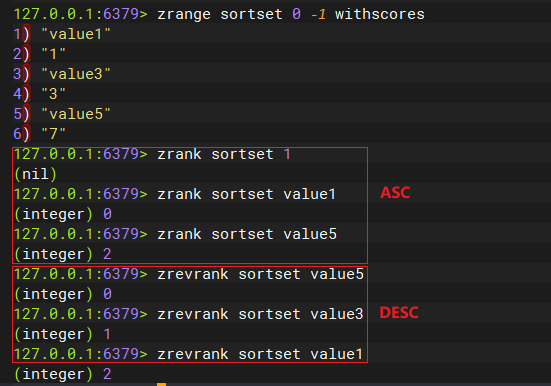 127.0.0.1:6379> zrange sortset 0 -1 withscores
1) "value1"
2) "1"
3) "value3"
4) "3"
5) "value5"
6) "7"
127.0.0.1:6379> zrank sortset 1
(nil)
127.0.0.1:6379> zrank sortset value1
ASC
(integer) 0
127.0.0.1:6379> zrank sortset value5
(integer) 2
127.0.0.1:6379> zrevrank sortset value5
(integer) 0
127.0.0.1:6379> zrevrank sortset value3
DESC
(integer) 1
127.0.0.1:6379> zrevrank sortset value1
(integer) 2